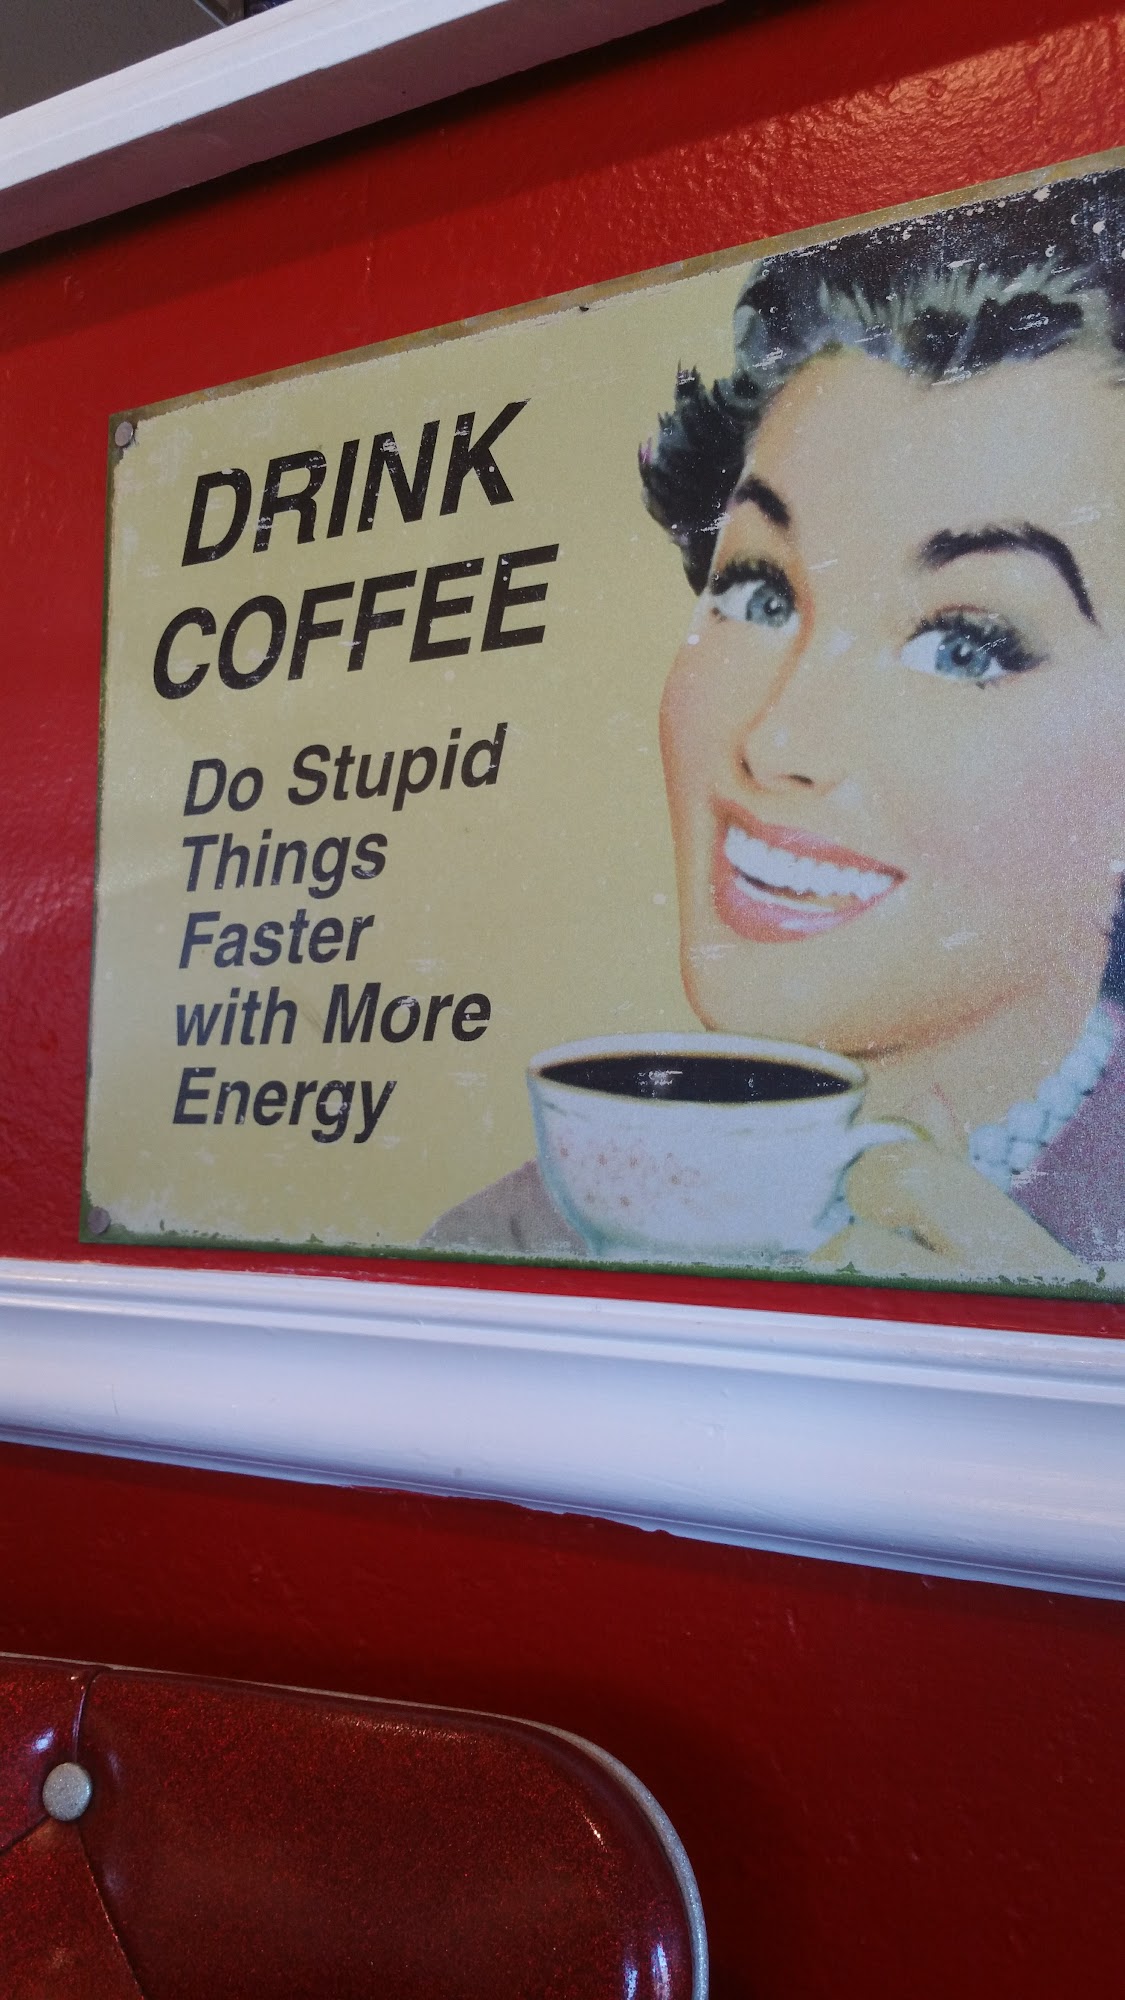 DRINK
COFFEE
Do Stupid
Things
Faster
with More
Energy